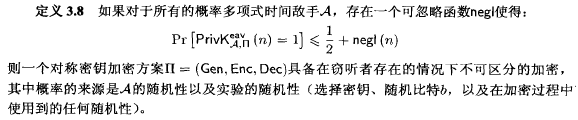 定义 3.8 如果对于所有的概率多项式时间敌手𝒜，存在一个可忽略函数negl使得：
Pr [PrivK^{eav}_{𝒜,Π} (n) = 1] ⩽ 1/2 + negl (n)
则一个对称密钥加密方案Π = (Gen, Enc, Dec)具备在窃听者存在的情况下不可区分的加密，
其中概率的来源是𝒜的随机性以及实验的随机性（选择密钥、随机比特b，以及在加密过程中
使用到的任何随机性）。